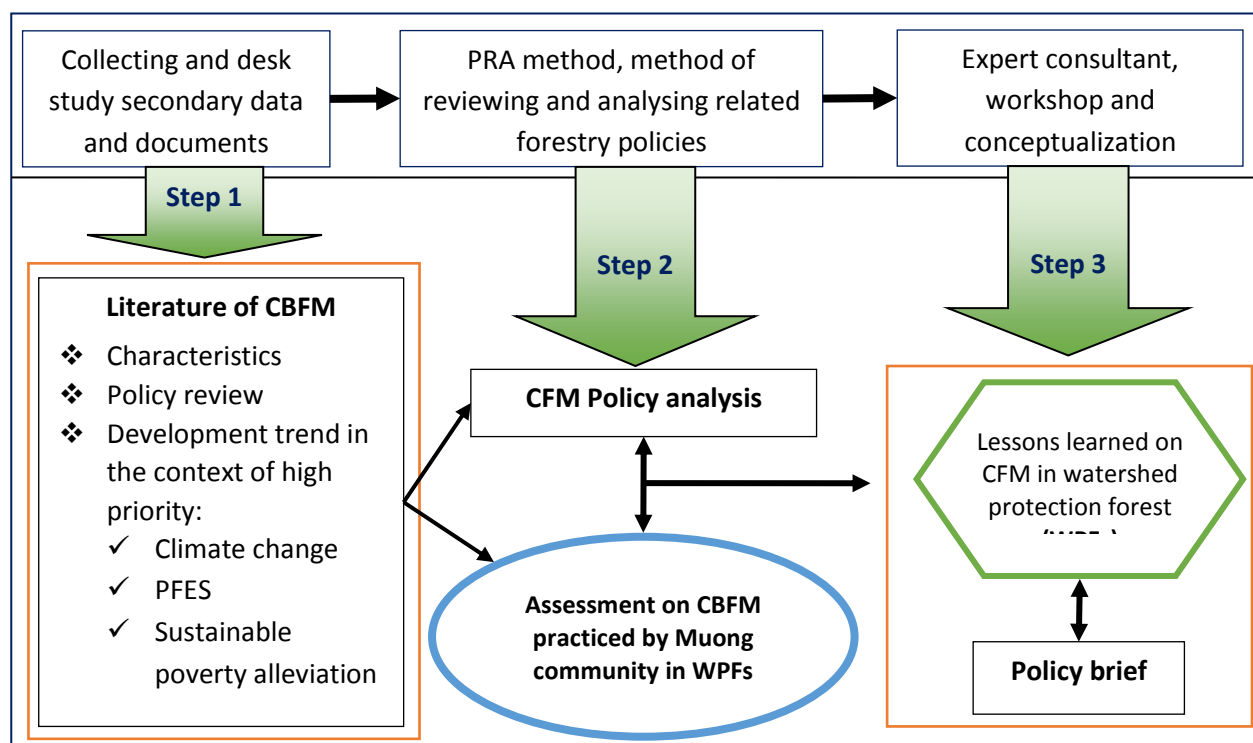 Collecting and desk
study secondary data
and documents
PRA method, method of
reviewing and analysing related
forestry policies
Expert consultant,
workshop and
conceptualization
Step 1
Step 2
Step 3
Literature of CBFM
❖ Characteristics
❖ Policy review
❖ Development trend in
the context of high
priority:
✓ Climate change
✓ PFES
✓ Sustainable
poverty alleviation
CFM Policy analysis
Assessment on CBFM
practiced by Muong
community in WPFs
Lessons learned on
CFM in watershed
protection forest
Policy brief